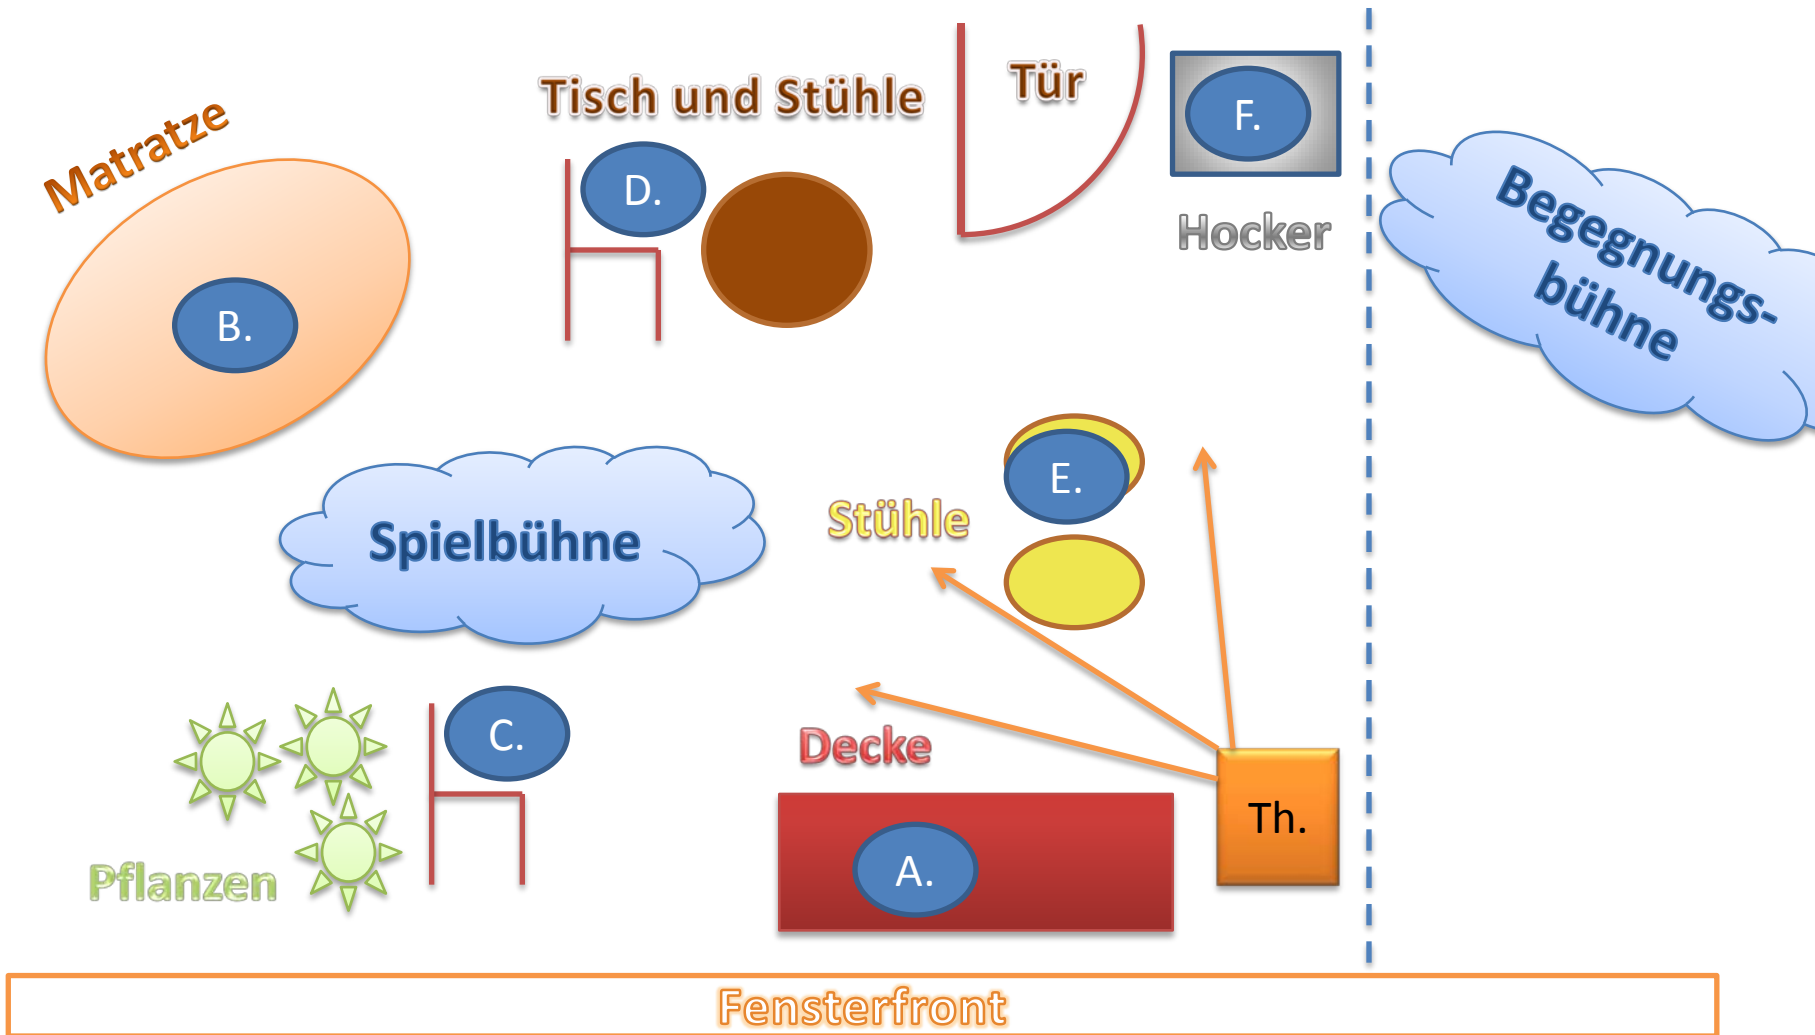 Matratze
Tisch und Stühle
Tür
F.
D.
Hocker
Begegnungs-
bühne
B.
E.
Stühle
Spielbühne
C.
Decke
Th.
A.
Pflanzen
Fensterfront